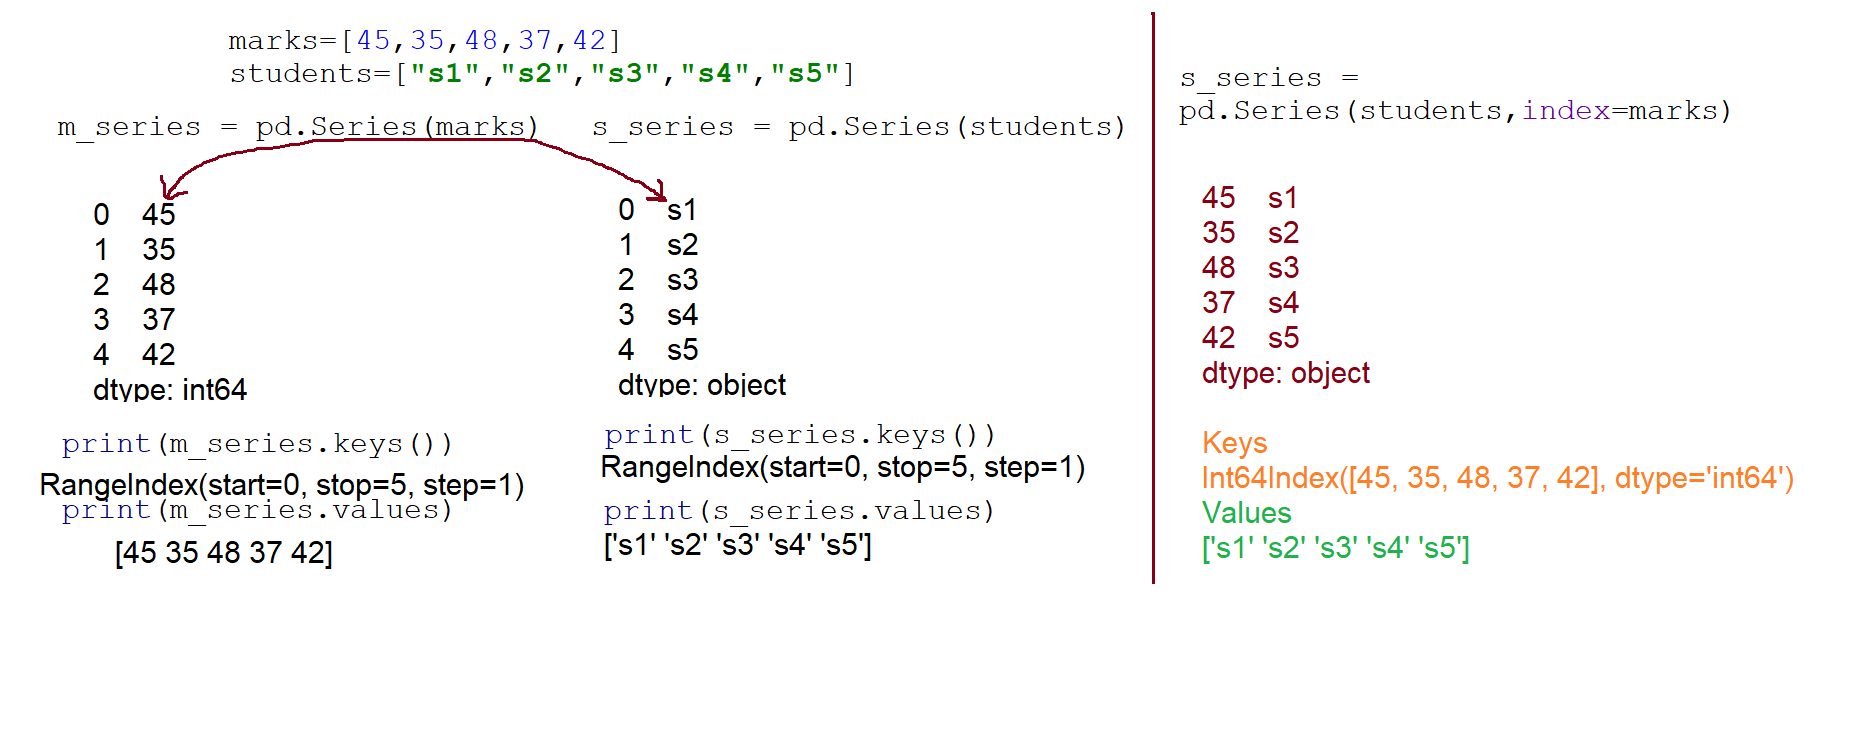 marks=[45,35,48,37,42]
students=["s1","s2","s3","s4","s5"]
m_series = pd.Series(marks)
0 45
1 35
2 48
3 37
4 42
dtype: int64
print(m_series.keys())
RangeIndex(start=0, stop=5, step=1)
print(m_series.values)
[45 35 48 37 42]
s_series = pd.Series(students)
0 s1
1 s2
2 s3
3 s4
4 s5
dtype: object
print(s_series.keys())
RangeIndex(start=0, stop=5, step=1)
print(s_series.values)
['s1' 's2' 's3' 's4' 's5']
s_series =
pd.Series(students,index=marks)
45 s1
35 s2
48 s3
37 s4
42 s5
dtype: object
Keys
Int64Index([45, 35, 48, 37, 42], dtype='int64')
Values
['s1' 's2' 's3' 's4' 's5']